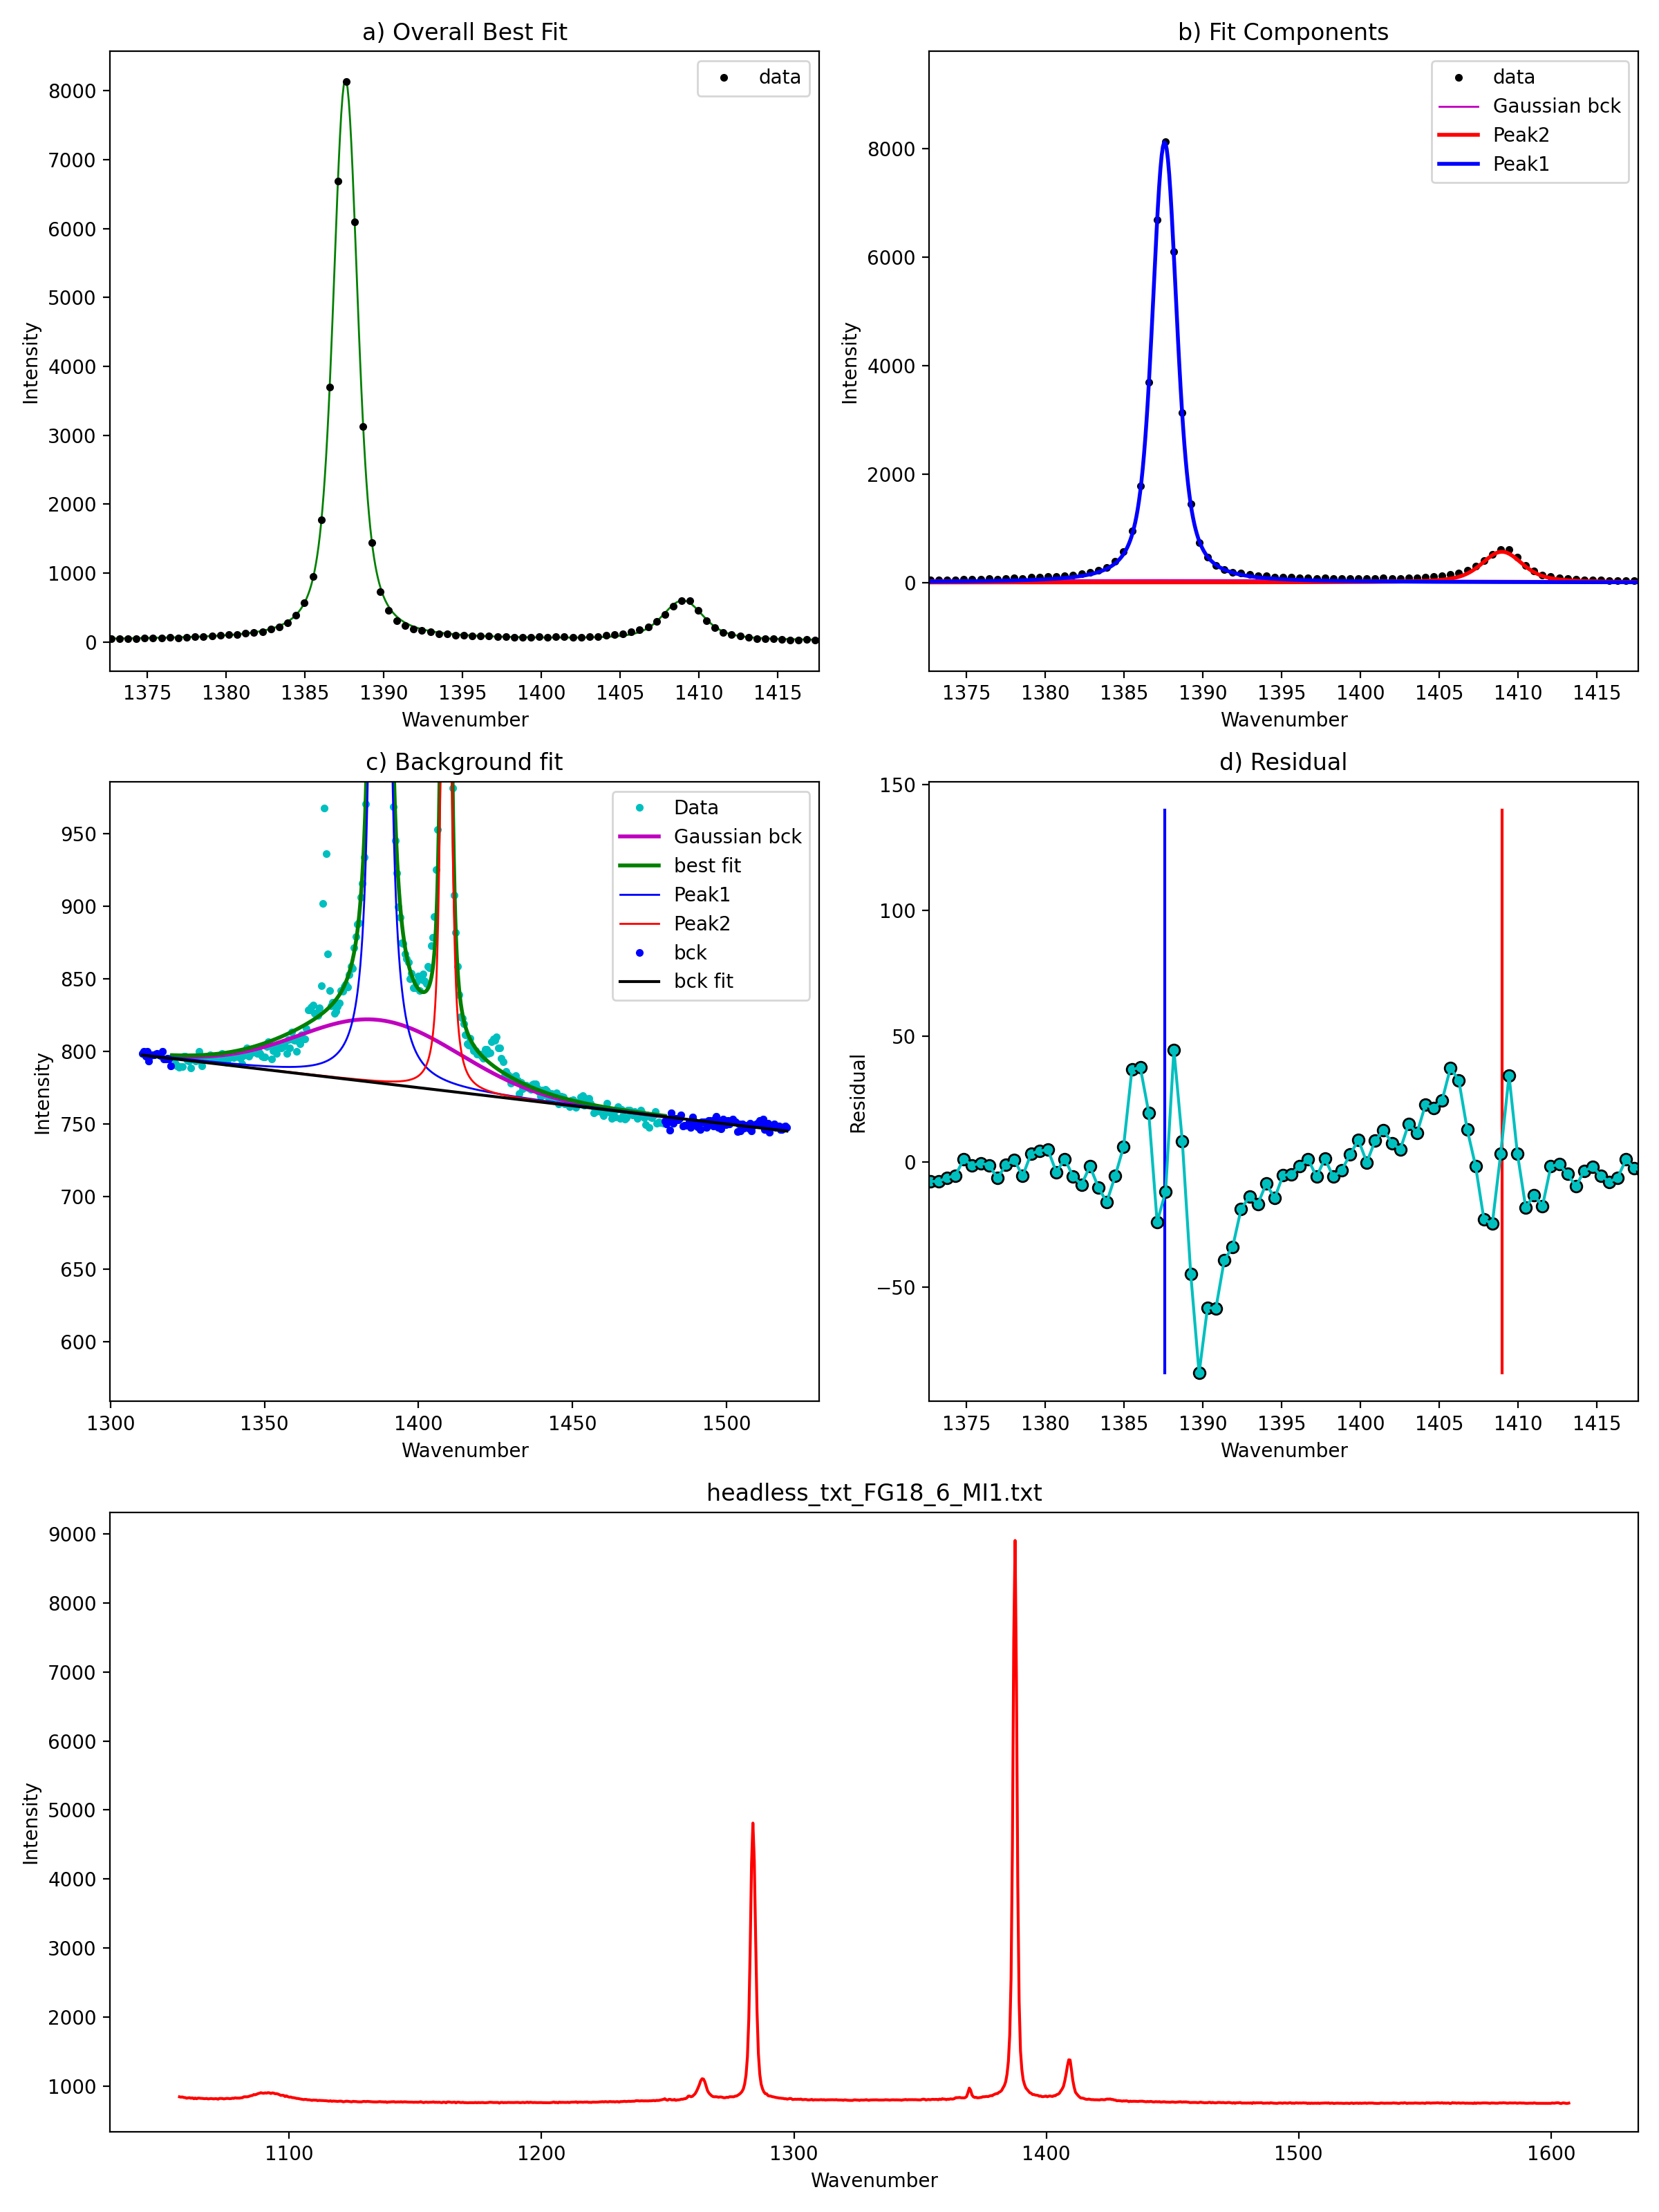 a) Overall Best Fit
data
Intensity
8000
7000
6000
5000
4000
3000
2000
1000
0
1375 1380 1385 1390 1395 1400 1405 1410 1415
Wavenumber
b) Fit Components
data
Gaussian bck
Peak2
Peak1
Intensity
8000
6000
4000
2000
0
1375 1380 1385 1390 1395 1400 1405 1410 1415
Wavenumber
c) Background fit
Data
Gaussian bck
best fit
Peak1
Peak2
bck
bck fit
Intensity
950
900
850
800
750
700
650
600
1300 1350 1400 1450 1500
Wavenumber
d) Residual
Residual
150
100
50
0
−50
1375 1380 1385 1390 1395 1400 1405 1410 1415
Wavenumber
headless_txt_FG18_6_MI1.txt
Intensity
9000
8000
7000
6000
5000
4000
3000
2000
1000
1100 1200 1300 1400 1500 1600
Wavenumber